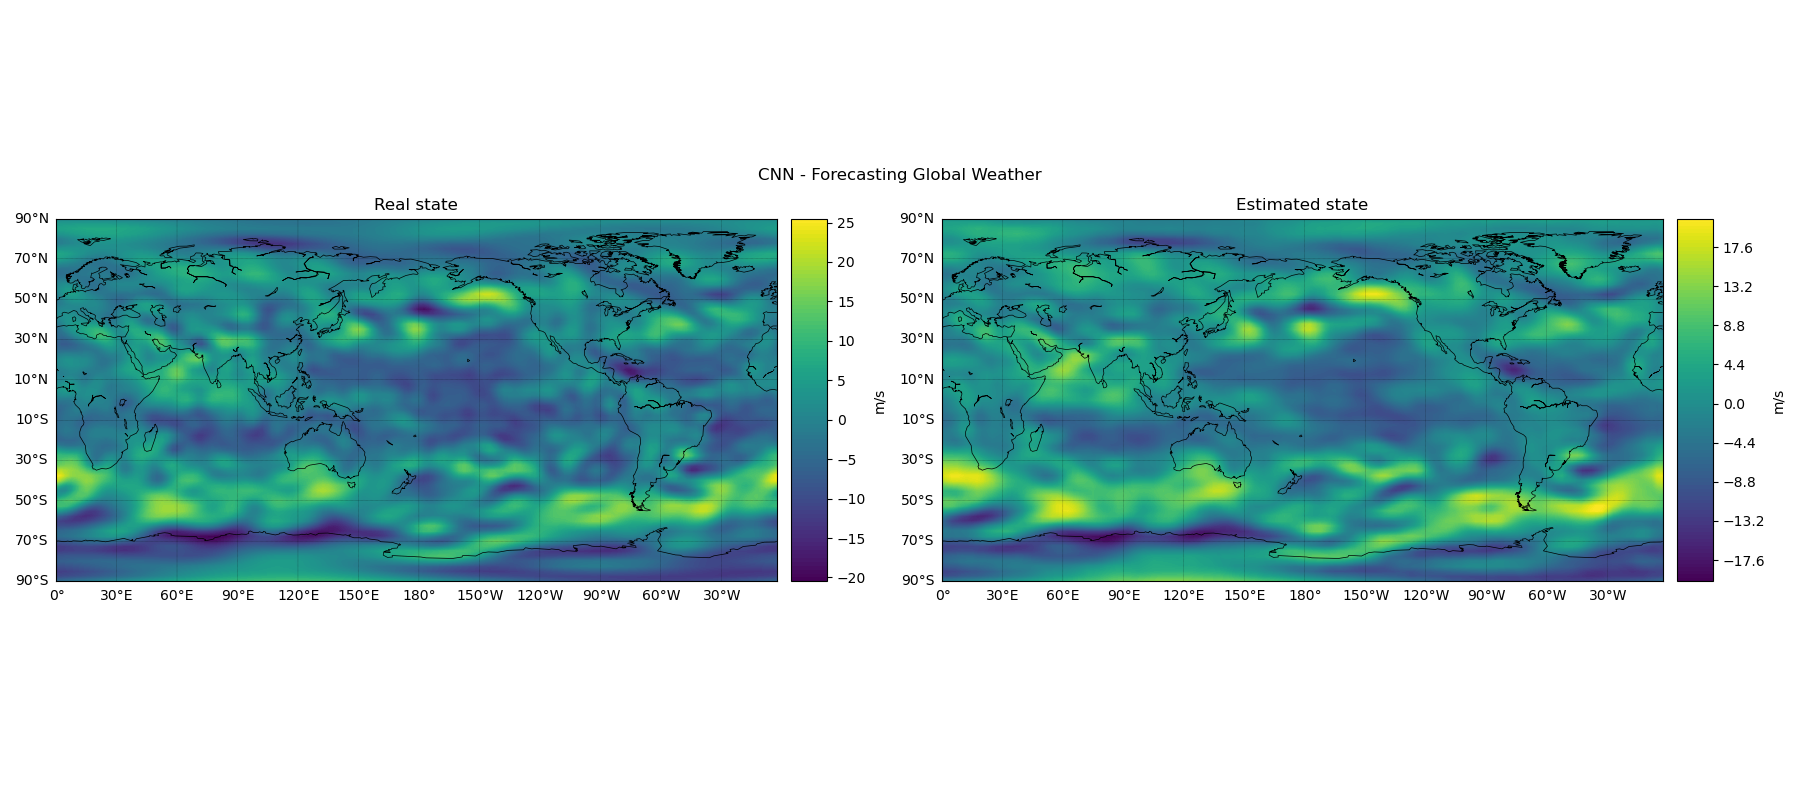 CNN - Forecasting Global Weather
Real state
90°N
70°N
50°N
30°N
10°N
10°S
30°S
50°S
70°S
90°S
0° 30°E 60°E 90°E 120°E 150°E 180° 150°W 120°W 90°W 60°W 30°W
25
20
15
10
5
0
−5
−10
−15
−20
m/s
Estimated state
90°N
70°N
50°N
30°N
10°N
10°S
30°S
50°S
70°S
90°S
0° 30°E 60°E 90°E 120°E 150°E 180° 150°W 120°W 90°W 60°W 30°W
17.6
13.2
8.8
4.4
0.0
−4.4
−8.8
−13.2
−17.6
m/s